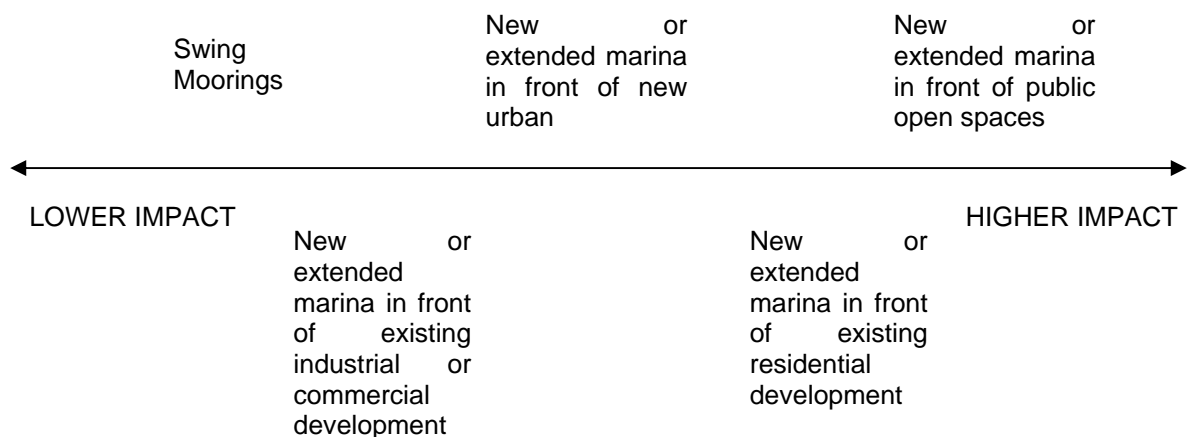 Swing
Moorings
New or
extended marina
in front of new
urban
New or
extended marina
in front of public
open spaces
LOWER IMPACT
HIGHER IMPACT
New or
extended
marina in front
of existing
industrial or
commercial
development
New or
extended
marina in front
of existing
residential
development